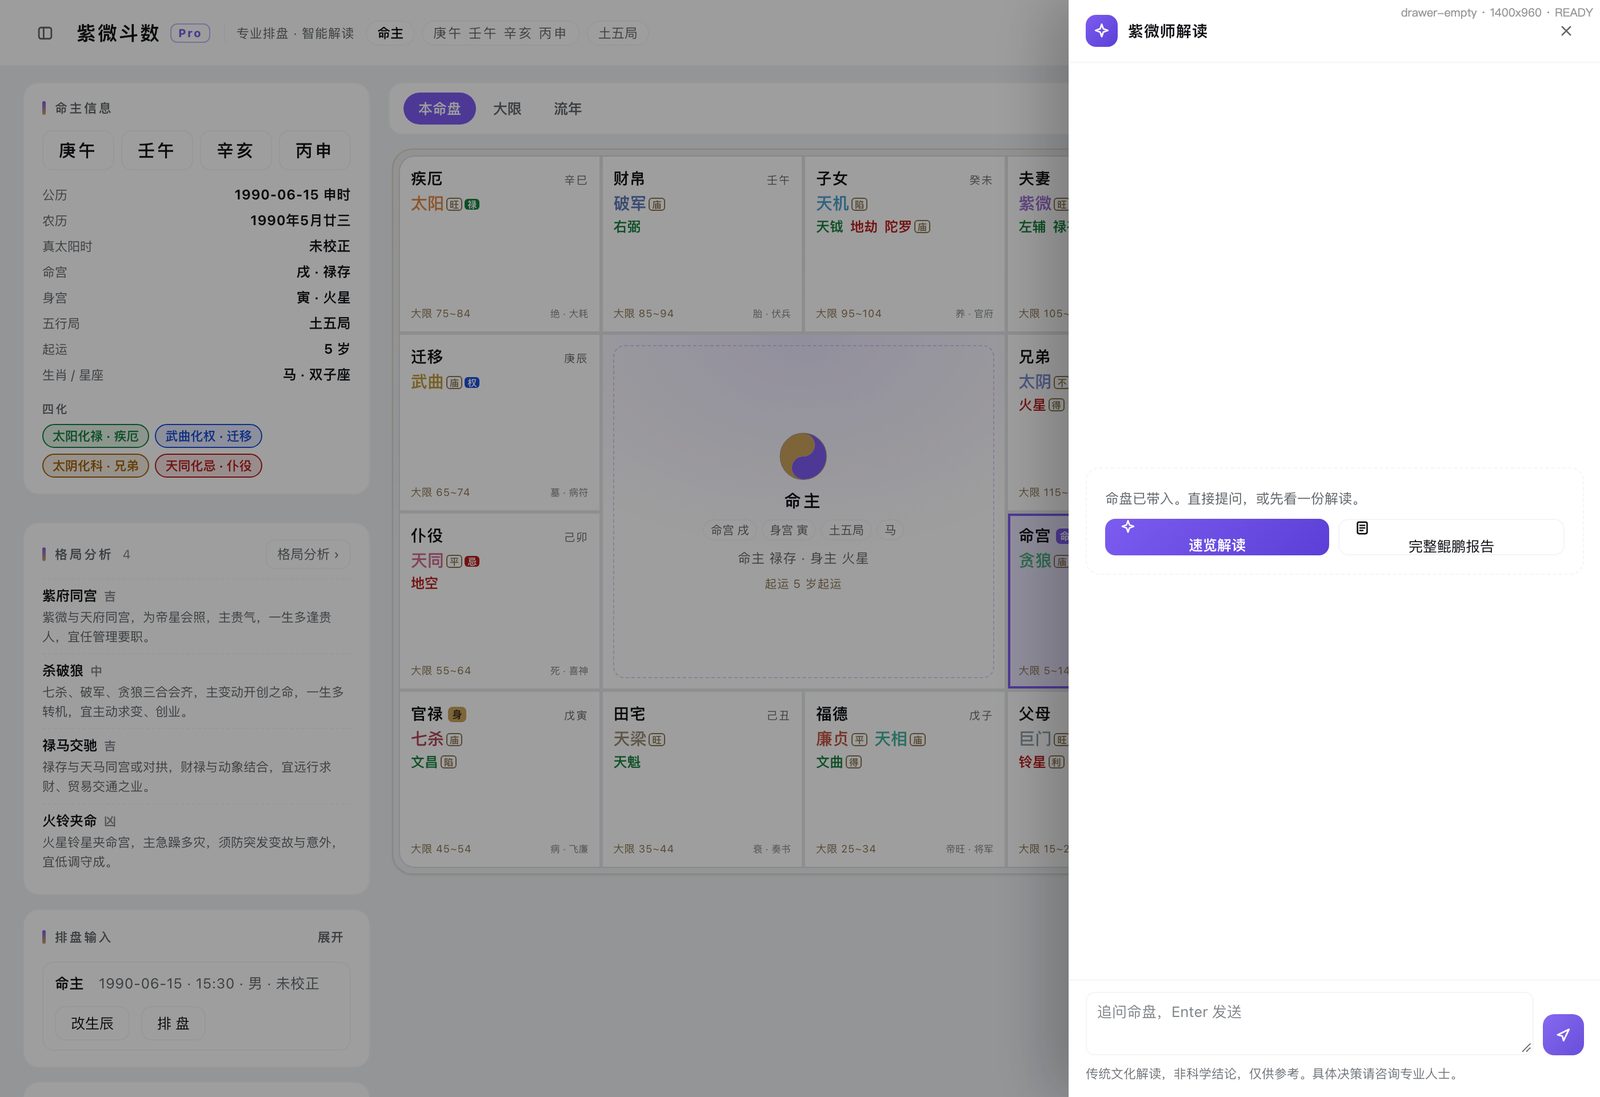 紫微斗数 Pro 专业排盘 · 智能解读 命主 庚午 壬午 辛亥 丙申 土五局
drawer-empty · 1400x960 · READY
紫微师解读
命主信息
庚午 壬午 辛亥 丙申
公历 1990-06-15 申时
农历 1990年5月廿三
真太阳时 未校正
命宫 戌 · 禄存
身宫 寅 · 火星
五行局 土五局
起运 5 岁
生肖 / 星座 马 · 双子座
四化
太阳化禄 · 疾厄 武曲化权 · 迁移
太阴化科 · 兄弟 天同化忌 · 仆役
格局分析 4 格局分析 ›
紫府同宫 吉
紫微与天府同宫，为帝星会照，主贵气，一生多逢贵
人，宜任管理要职。
杀破狼 中
七杀、破军、贪狼三合会齐，主变动开创之命，一生多
转机，宜主动求变、创业。
禄马交驰 吉
禄存与天马同宫或对拱，财禄与动象结合，宜远行求
财、贸易交通之业。
火铃夹命 凶
火星铃星夹命宫，主急躁多灾，须防突发变故与意外，
宜低调守成。
排盘输入 展开
命主 1990-06-15 · 15:30 · 男 · 未校正
改生辰 排 盘
本命盘 大限 流年
疾厄 辛巳
太阳 旺 禄
大限 75~84 绝 · 大耗
财帛 壬午
破军 庙
右弼
大限 85~94 胎 · 伏兵
子女 癸未
天机 陷
天钺 地劫 陀罗 庙
大限 95~104 养 · 官府
夫妻
紫微 旺
左辅 禄存
大限 105~
迁移 庚辰
武曲 庙 权
大限 65~74 墓 · 病符
命主
命宫 戌 身宫 寅 土五局 马
命主 禄存 · 身主 火星
起运 5 岁起运
兄弟
太阴 不
火星 得
大限 115~
仆役 己卯
天同 平 忌
地空
大限 55~64 死 · 喜神
命宫 命
贪狼 庙
大限 5~14
官禄 身 戊寅
七杀 庙
文昌 陷
大限 45~54 病 · 飞廉
田宅 己丑
天梁 旺
天魁
大限 35~44 衰 · 奏书
福德 戊子
廉贞 平 天相 庙
文曲 得
大限 25~34 帝旺 · 将军
父母
巨门 旺
铃星 利
大限 15~2
命盘已带入。直接提问，或先看一份解读。
速览解读 完整鲲鹏报告
追问命盘，Enter 发送
传统文化解读，非科学结论，仅供参考。具体决策请咨询专业人士。